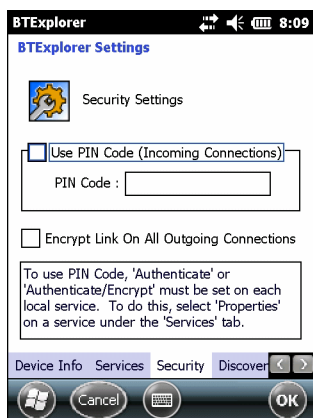 BTExplorer 8:09
BTExplorer Settings
Security Settings
Use PIN Code (Incoming Connections)
PIN Code :
Encrypt Link On All Outgoing Connections
To use PIN Code, 'Authenticate' or
'Authenticate/Encrypt' must be set on each
local service. To do this, select 'Properties'
on a service under the 'Services' tab.
Device Info Services Security Discover
Cancel OK